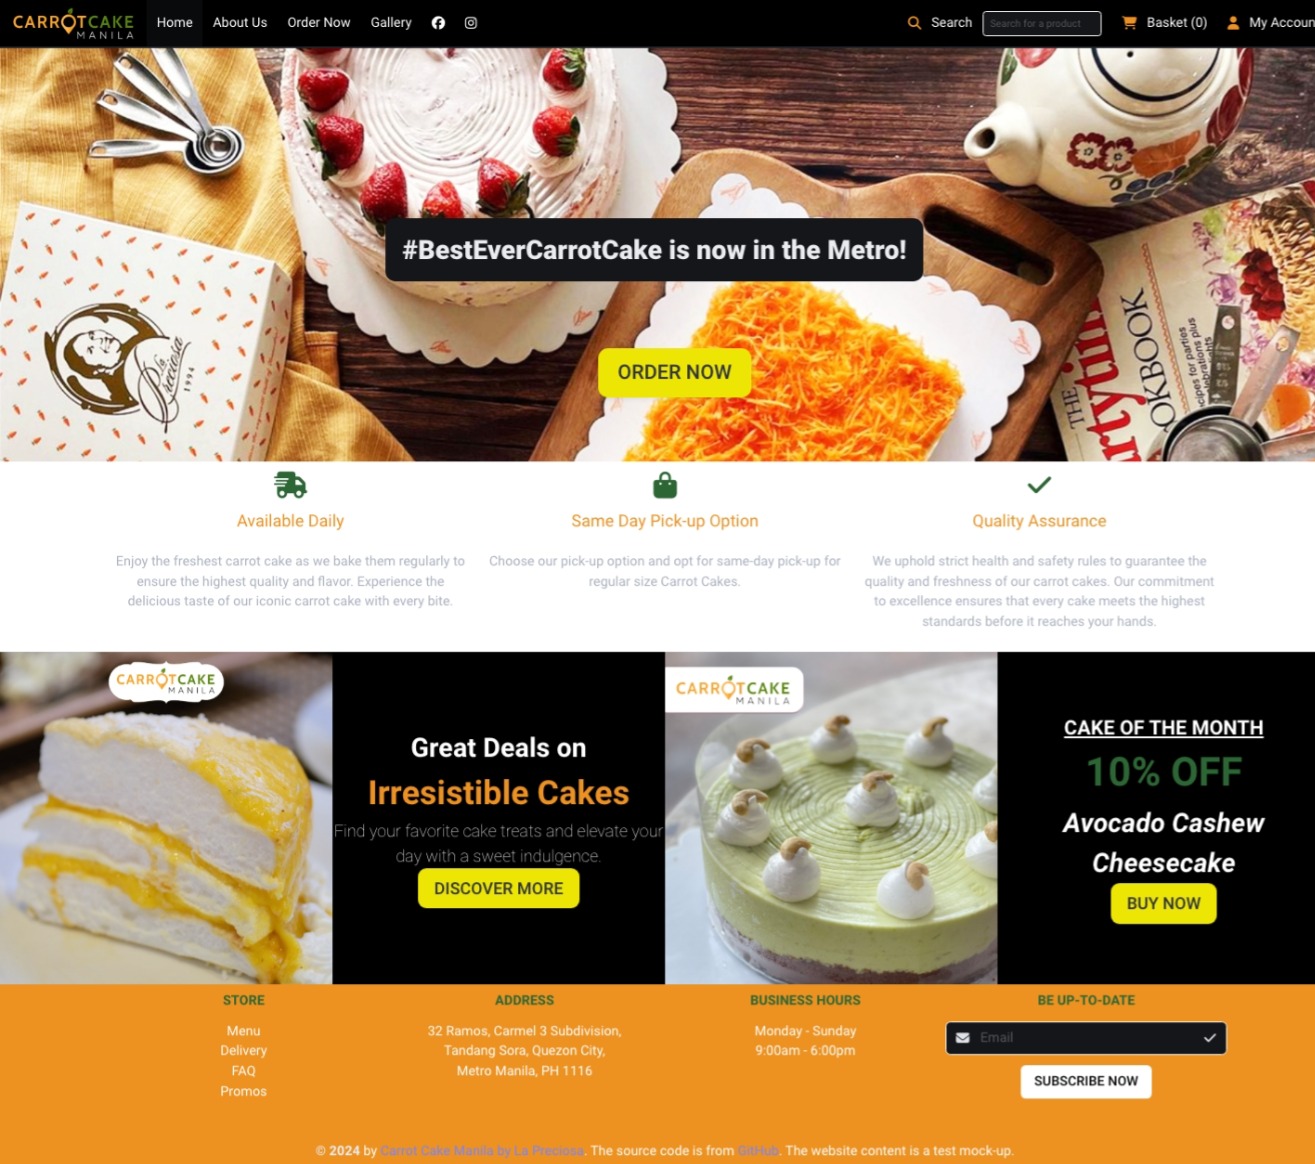 CARROTCAKE
MANILA
Home About Us Order Now Gallery
Search Search for a product Basket (0) My Accoun
#BestEverCarrotCake is now in the Metro!
ORDER NOW
La
Preciosa
1994
THE
OKBOOK
cipes for parties
Available Daily
Enjoy the freshest carrot cake as we bake them regularly to
ensure the highest quality and flavor. Experience the
delicious taste of our iconic carrot cake with every bite.
Same Day Pick-up Option
Choose our pick-up option and opt for same-day pick-up for
regular size Carrot Cakes.
Quality Assurance
We uphold strict health and safety rules to guarantee the
quality and freshness of our carrot cakes. Our commitment
to excellence ensures that every cake meets the highest
standards before it reaches your hands.
CARROTCAKE
MANILA
Great Deals on
Irresistible Cakes
Find your favorite cake treats and elevate your
day with a sweet indulgence.
DISCOVER MORE
CARROTCAKE
MANILA
CAKE OF THE MONTH
10% OFF
Avocado Cashew
Cheesecake
BUY NOW
STORE
Menu
Delivery
FAQ
Promos
ADDRESS
32 Ramos, Carmel 3 Subdivision,
Tandang Sora, Quezon City,
Metro Manila, PH 1116
BUSINESS HOURS
Monday - Sunday
9:00am - 6:00pm
BE UP-TO-DATE
Email
SUBSCRIBE NOW
© 2024 by Carrot Cake Manila by La Preciosa. The source code is from GitHub. The website content is a test mock-up.